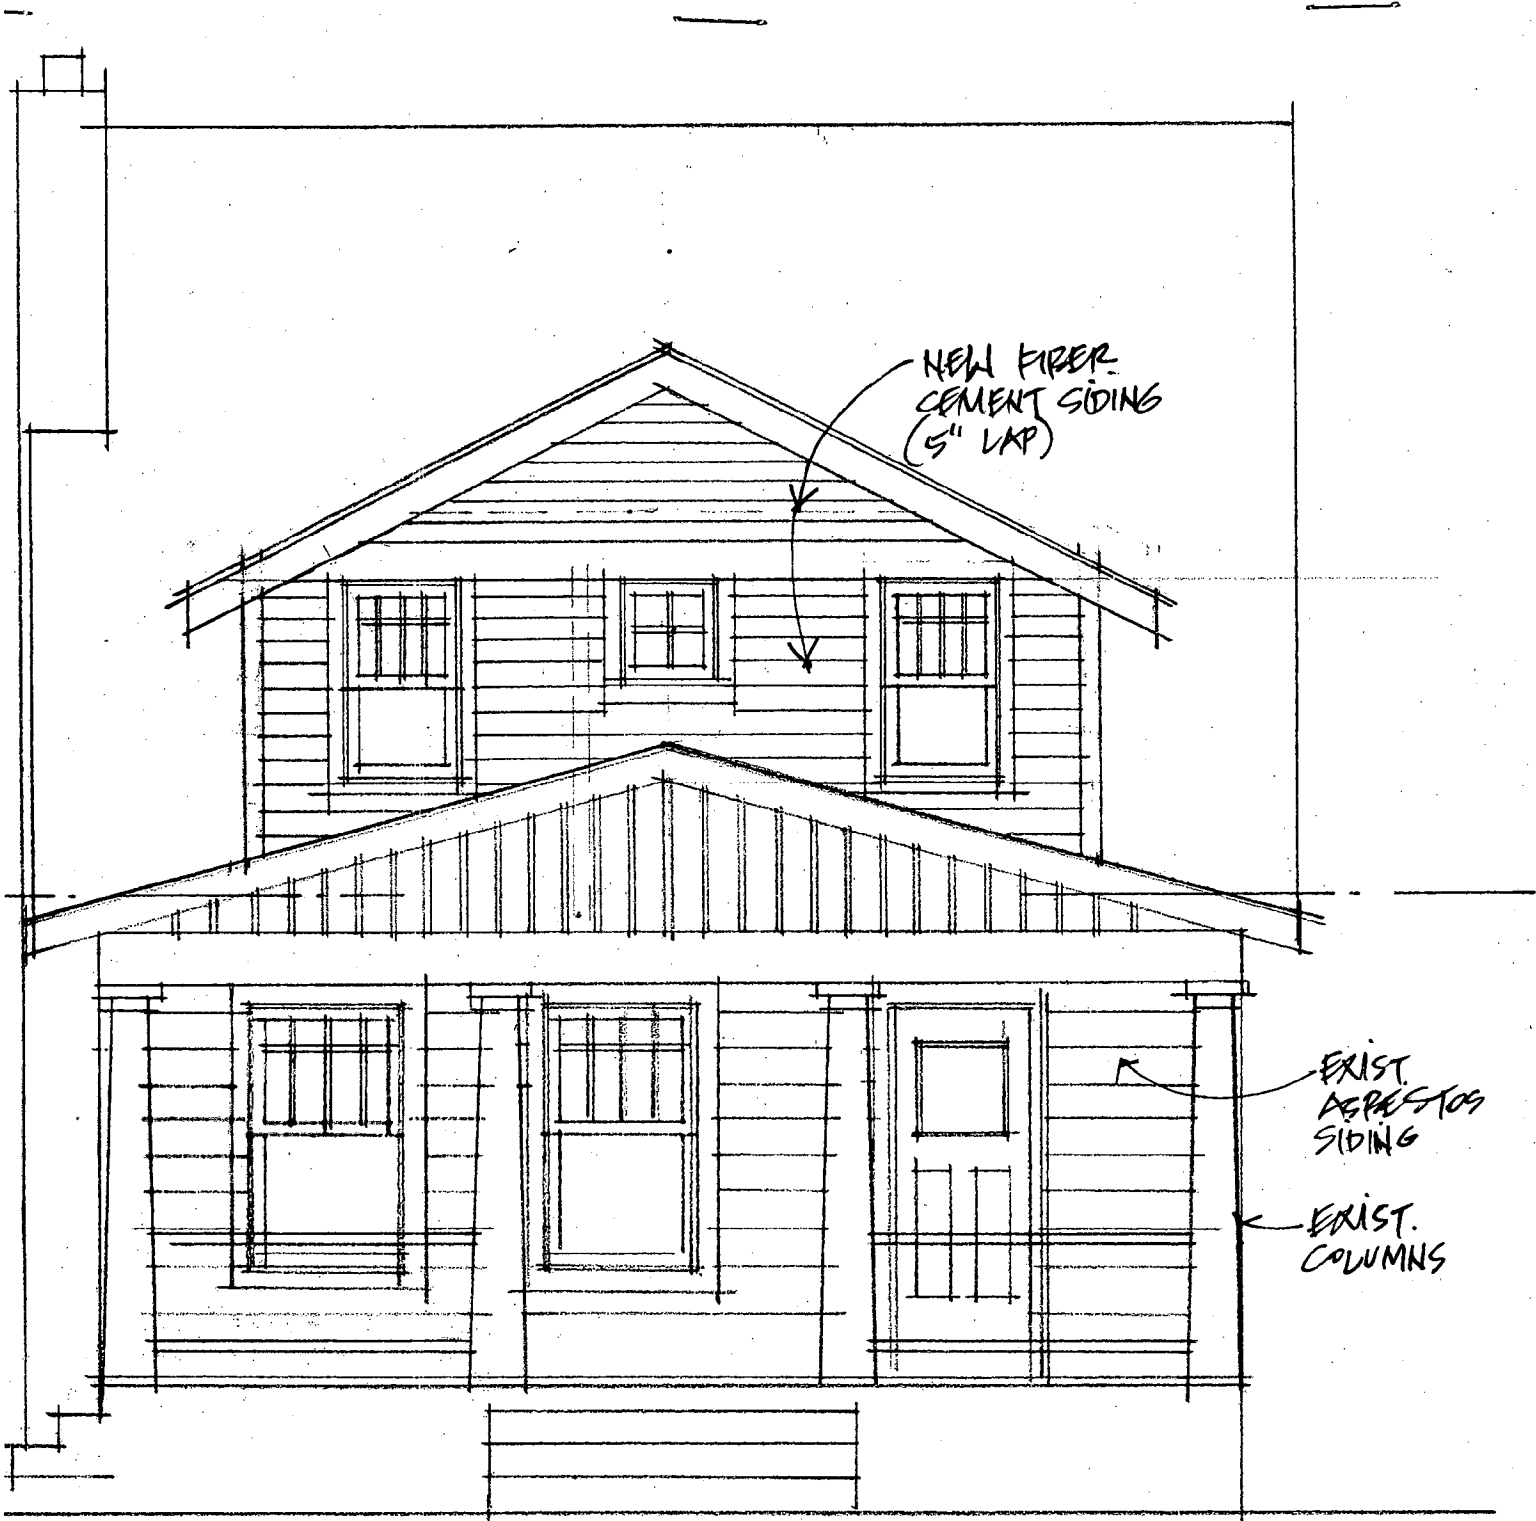 NEW FIBER
CEMENT SIDING
(5" LAP)
EXIST.
ASBESTOS
SIDING
EXIST.
COLUMNS